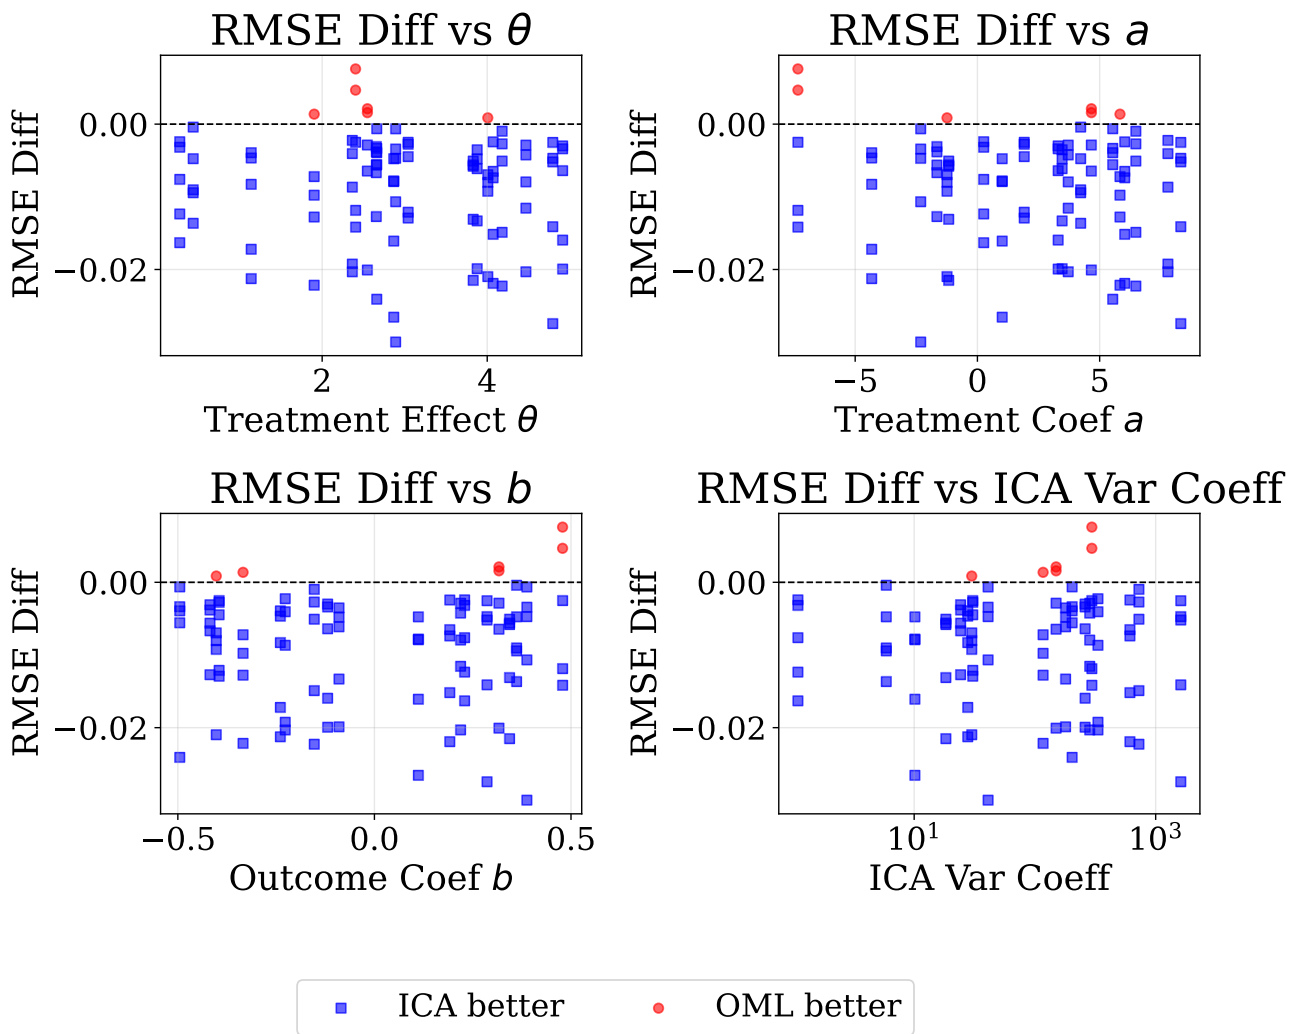 RMSE Diff vs θ
RMSE Diff vs a
RMSE Diff
0.00
−0.02
2
4
Treatment Effect θ
RMSE Diff
0.00
−0.02
−5
0
5
Treatment Coef a
RMSE Diff vs b
RMSE Diff vs ICA Var Coeff
RMSE Diff
0.00
−0.02
−0.5
0.0
0.5
Outcome Coef b
RMSE Diff
0.00
−0.02
10¹
10³
ICA Var Coeff
ICA better
OML better